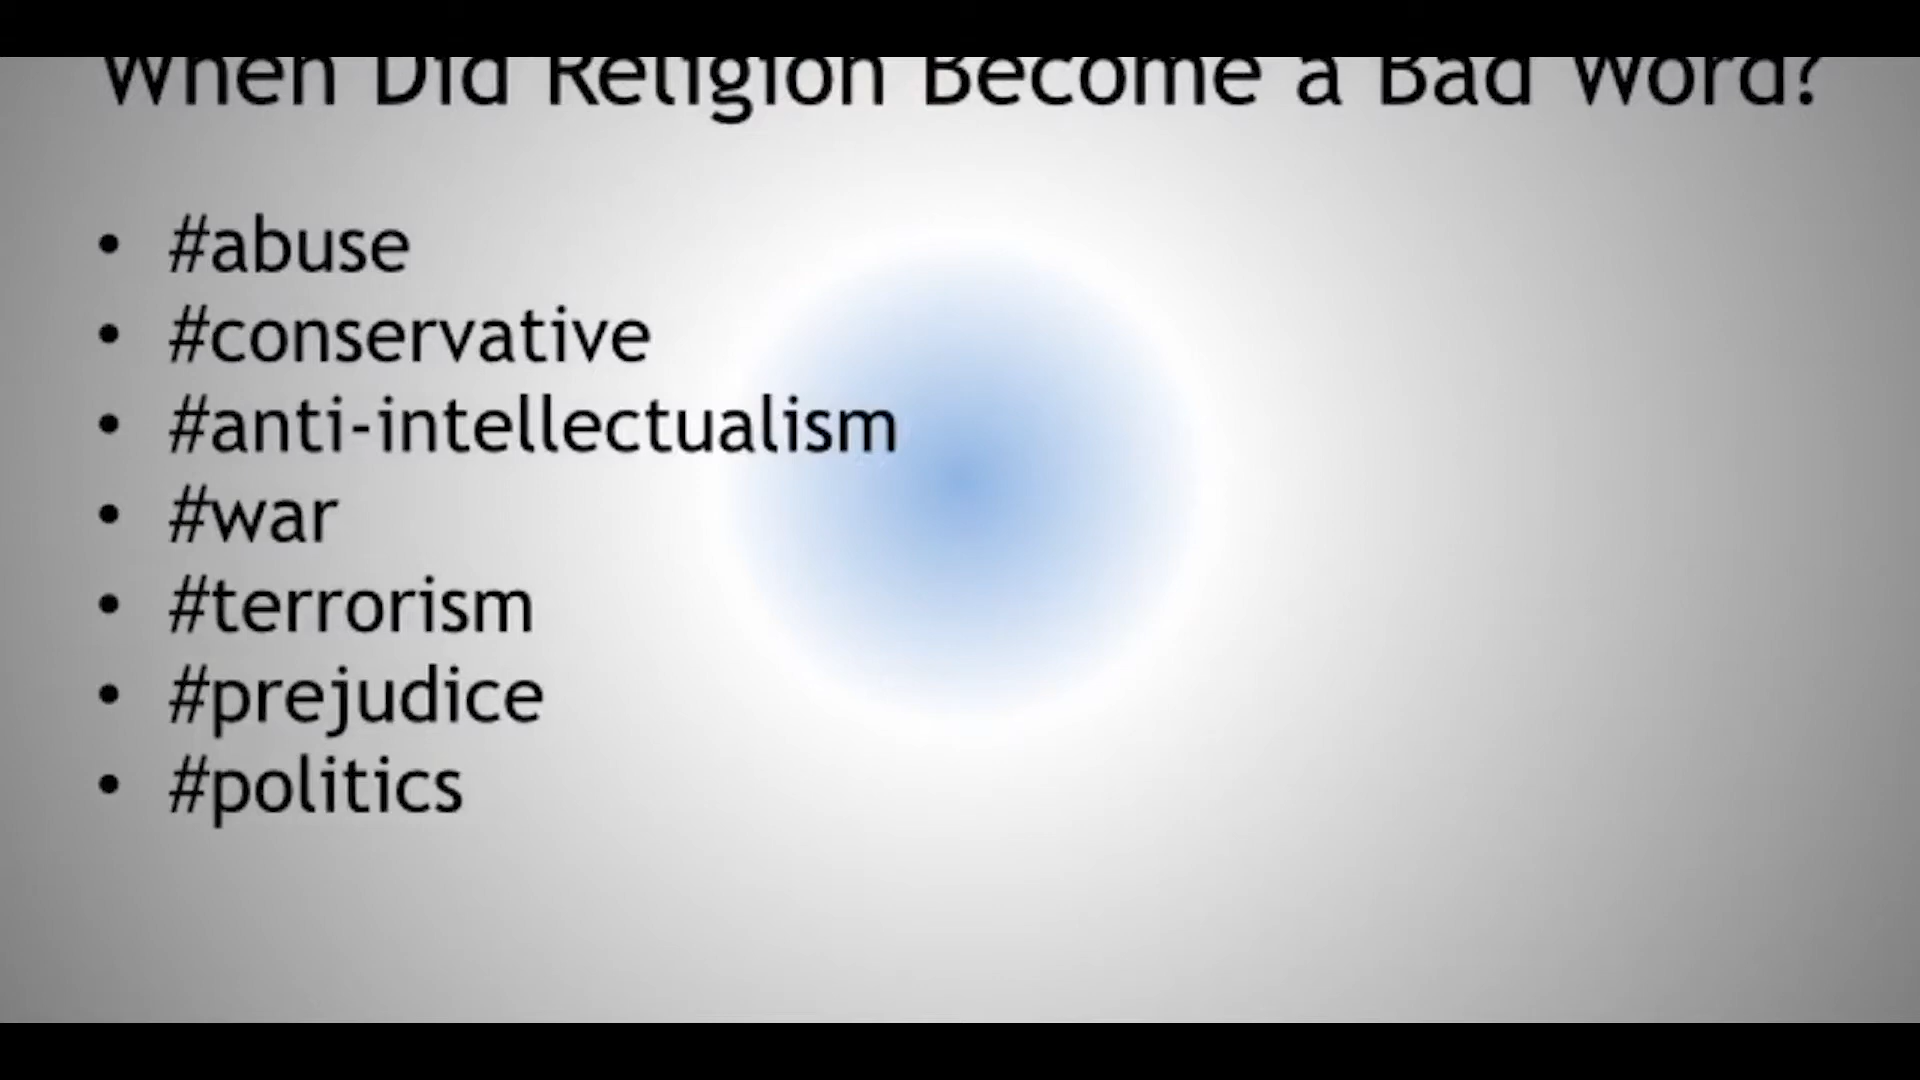 When Did Religion Become a Bad Word?
• #abuse
• #conservative
• #anti-intellectualism
• #war
• #terrorism
• #prejudice
• #politics